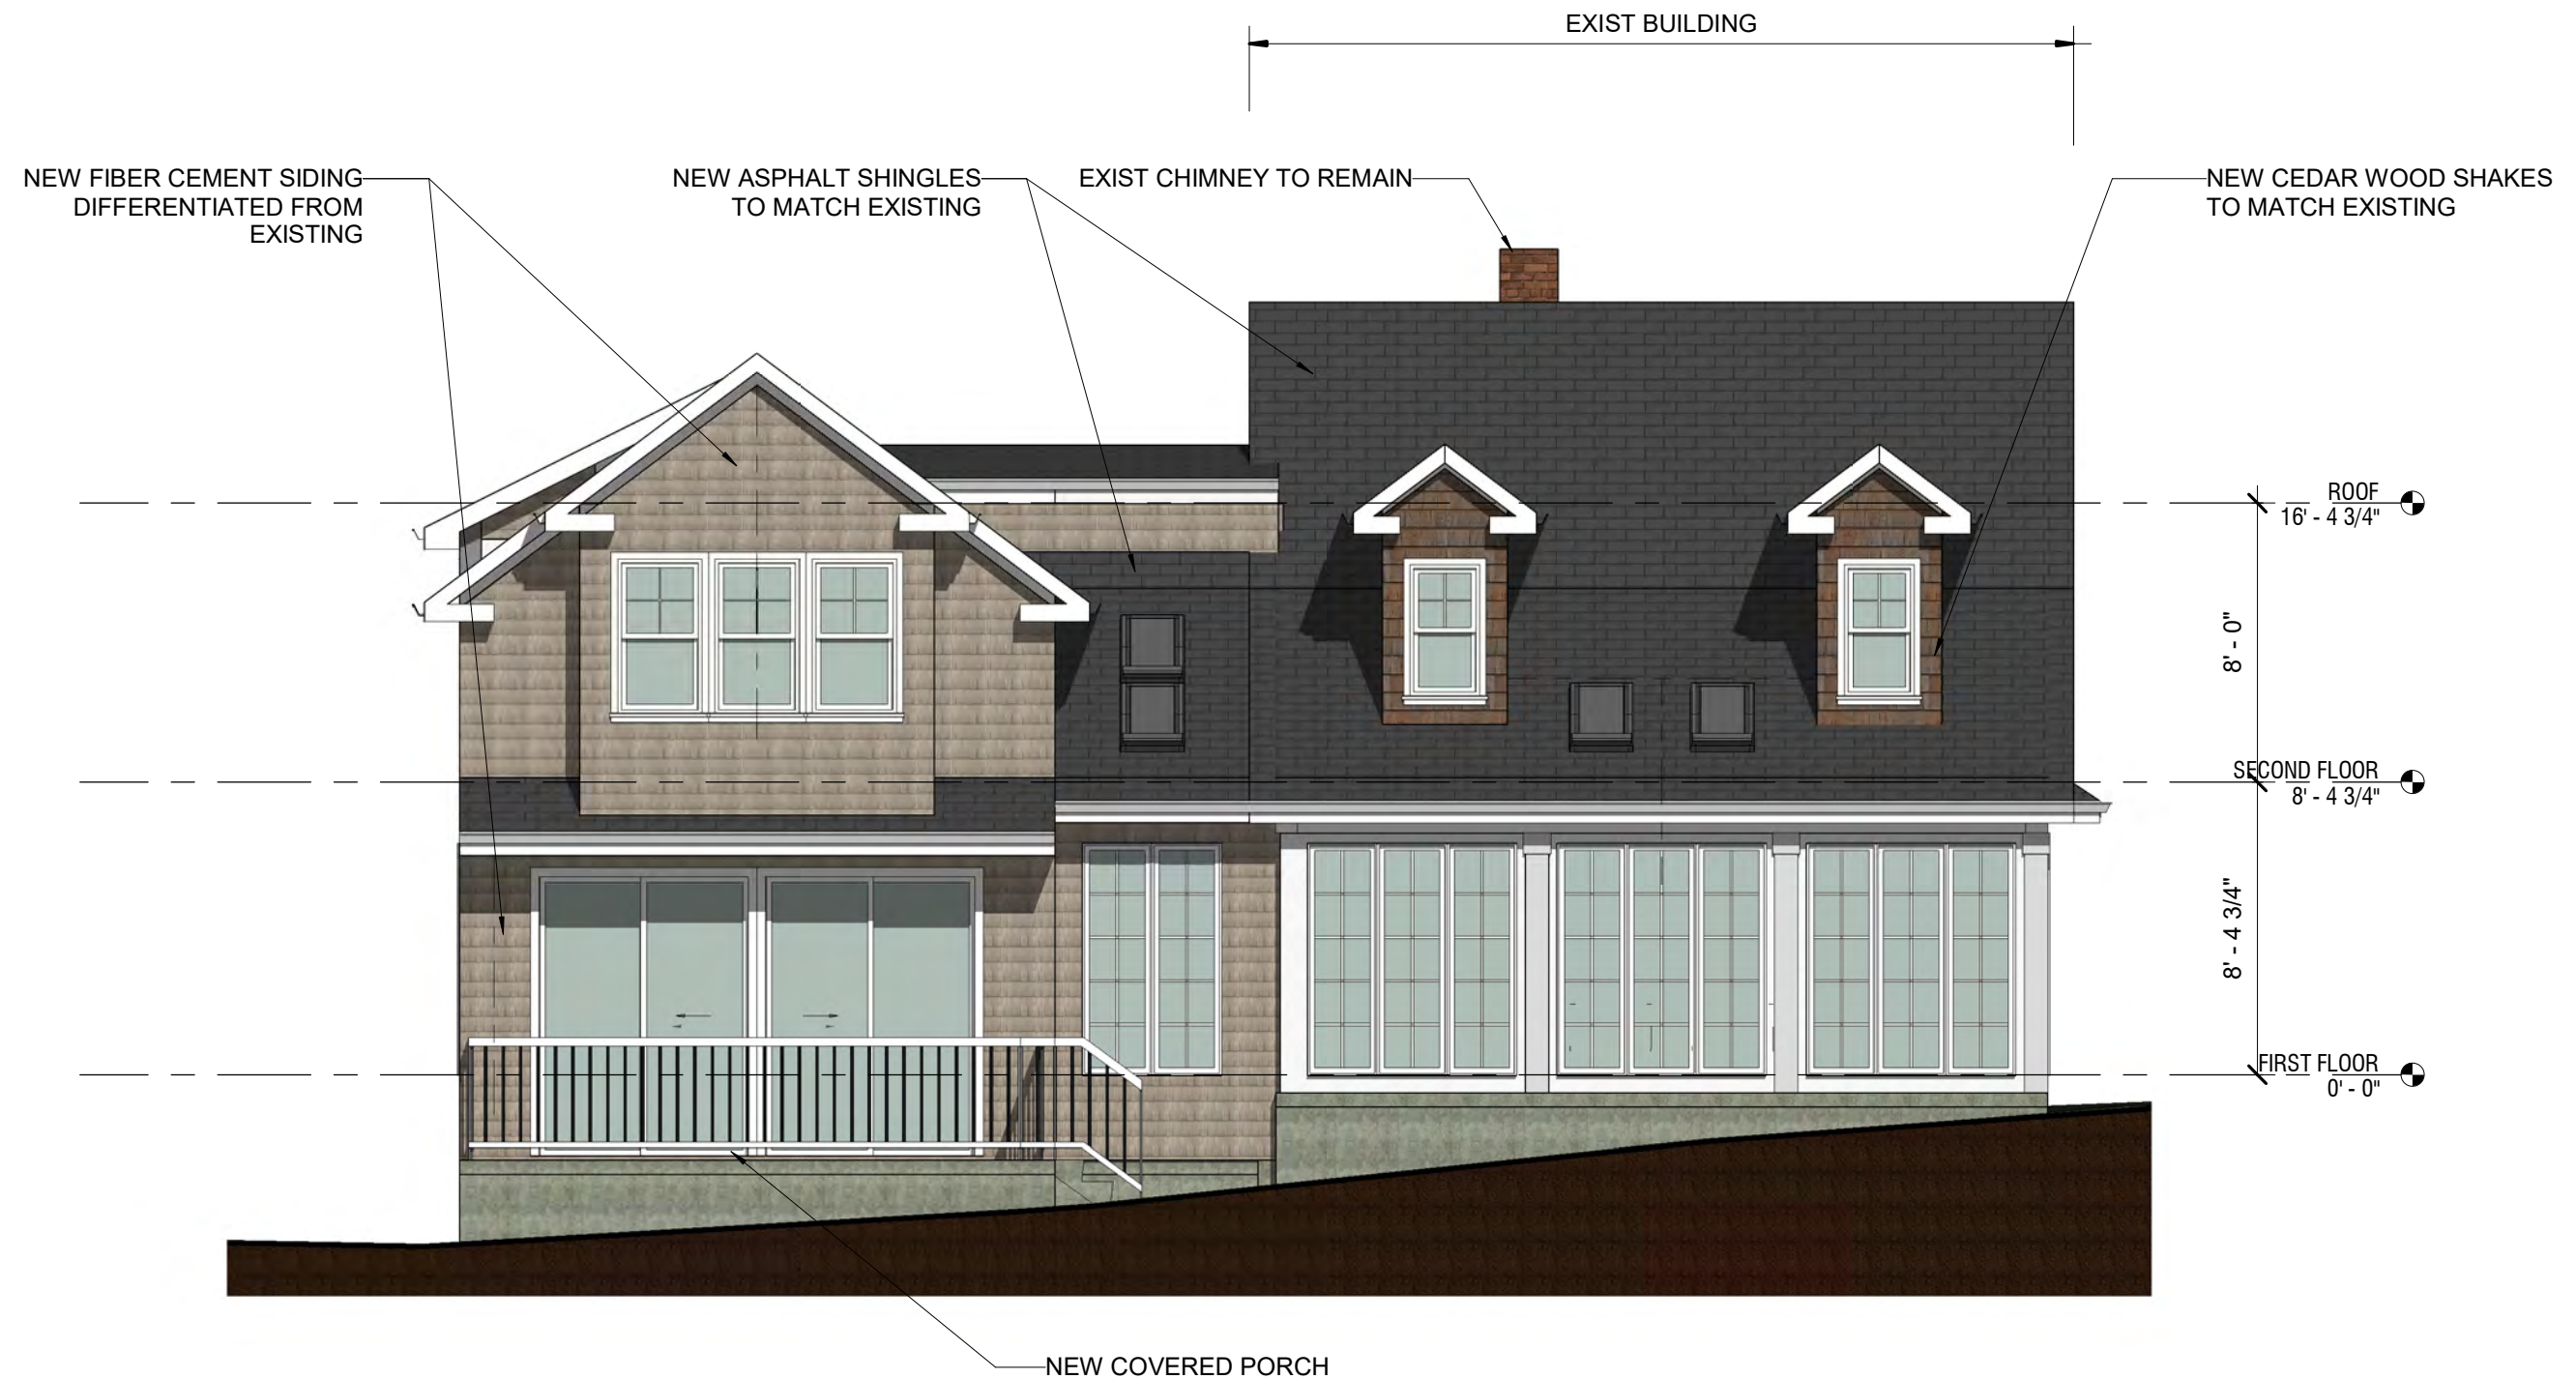 EXIST BUILDING
NEW FIBER CEMENT SIDING
DIFFERENTIATED FROM
EXISTING
NEW ASPHALT SHINGLES
TO MATCH EXISTING
EXIST CHIMNEY TO REMAIN
NEW CEDAR WOOD SHAKES
TO MATCH EXISTING
ROOF
16' - 4 3/4"
8' - 0"
SECOND FLOOR
8' - 4 3/4"
8' - 4 3/4"
FIRST FLOOR
0' - 0"
NEW COVERED PORCH